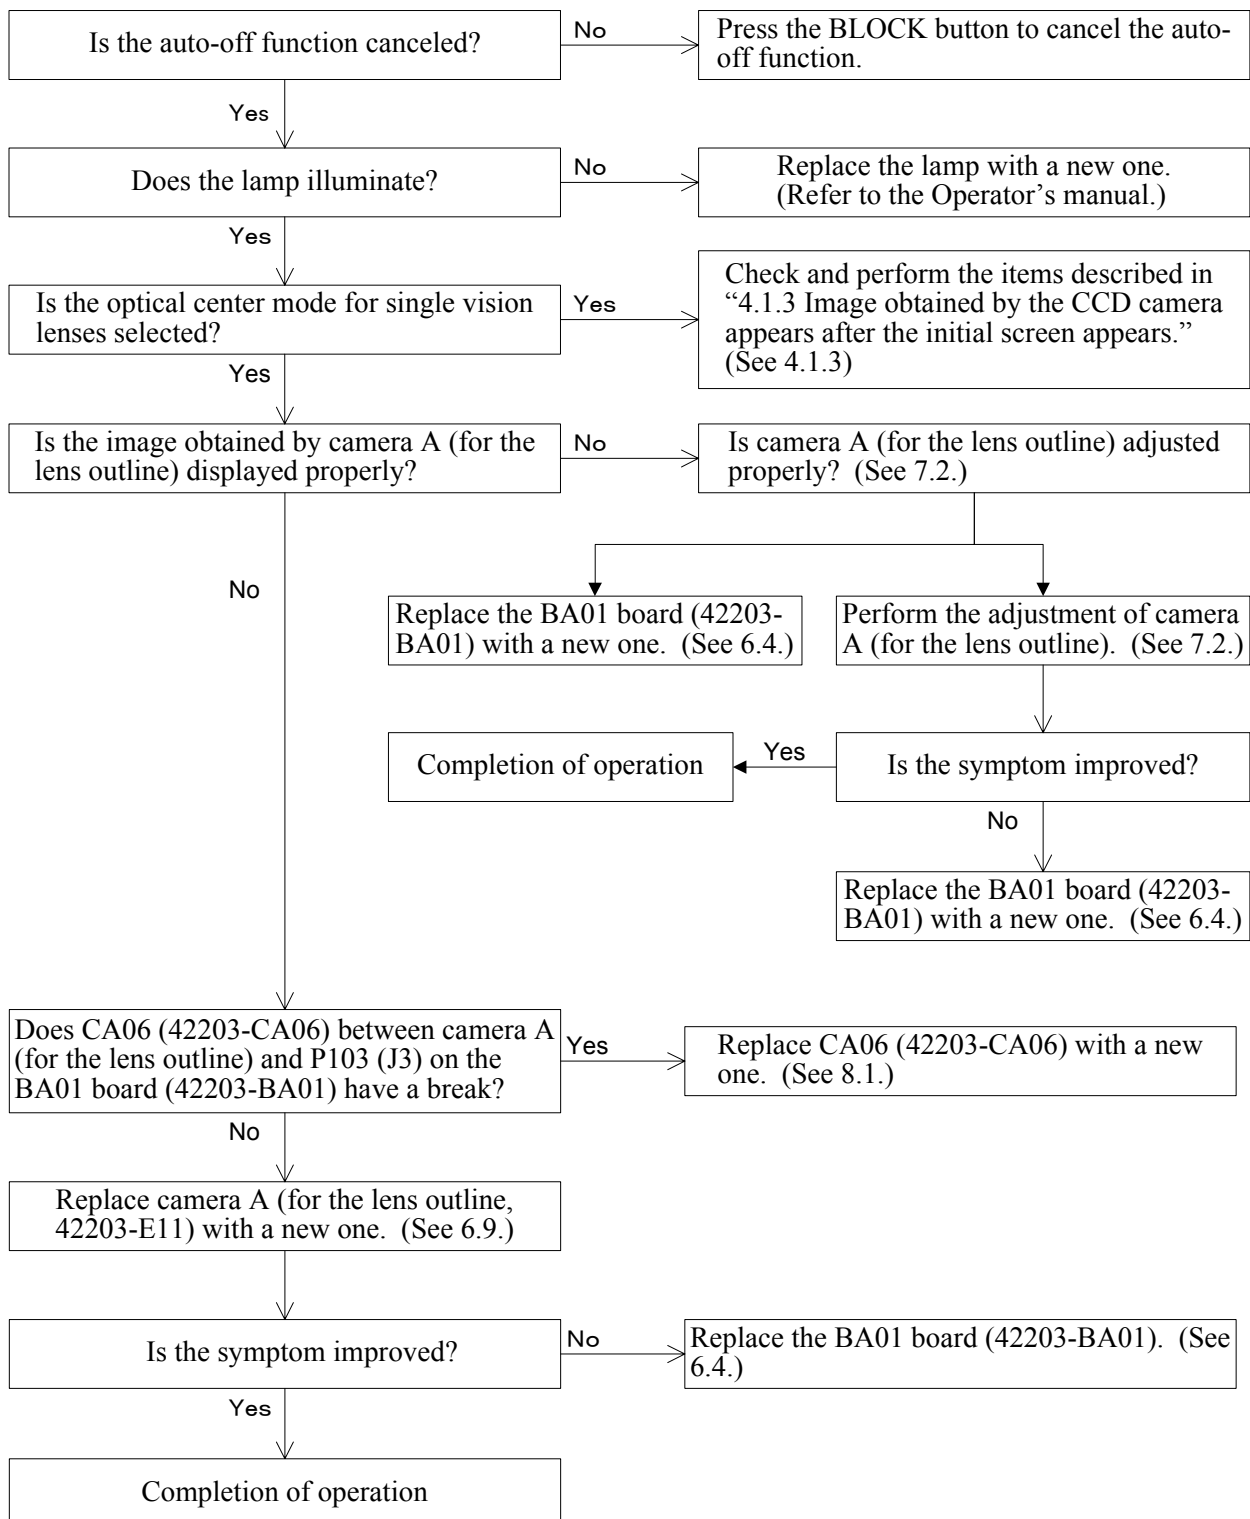 Is the auto-off function canceled?
No
Press the BLOCK button to cancel the auto-
off function.
Yes
Does the lamp illuminate?
No
Replace the lamp with a new one.
(Refer to the Operator’s manual.)
Yes
Is the optical center mode for single vision
lenses selected?
Yes
Check and perform the items described in
“4.1.3 Image obtained by the CCD camera
appears after the initial screen appears.”
(See 4.1.3)
Yes
Is the image obtained by camera A (for the
lens outline) displayed properly?
No
Is camera A (for the lens outline) adjusted
properly? (See 7.2.)
No
Replace the BA01 board (42203-
BA01) with a new one. (See 6.4.)
Perform the adjustment of camera
A (for the lens outline). (See 7.2.)
Completion of operation
Yes
Is the symptom improved?
No
Replace the BA01 board (42203-
BA01) with a new one. (See 6.4.)
Does CA06 (42203-CA06) between camera A
(for the lens outline) and P103 (J3) on the
BA01 board (42203-BA01) have a break?
Yes
Replace CA06 (42203-CA06) with a new
one. (See 8.1.)
No
Replace camera A (for the lens outline,
42203-E11) with a new one. (See 6.9.)
Is the symptom improved?
No
Replace the BA01 board (42203-BA01). (See
6.4.)
Yes
Completion of operation